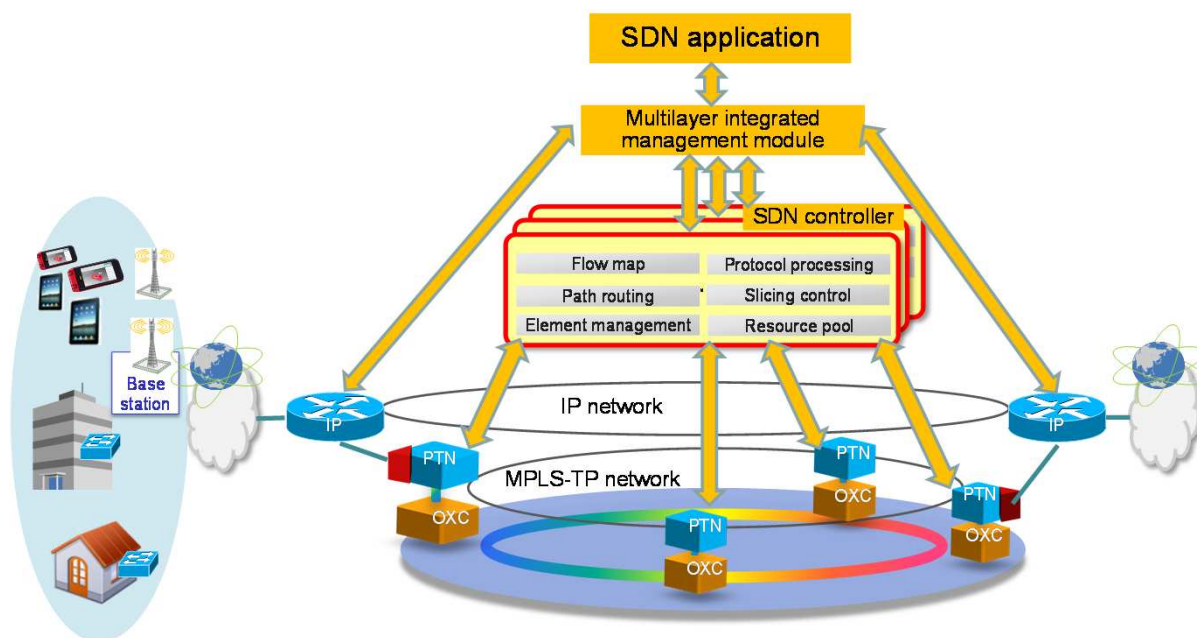 SDN application
Multilayer integrated
management module
SDN controller
Flow map
Protocol processing
Path routing
Slicing control
Element management
Resource pool
Base
station
IP network
IP
IP
PTN
PTN
MPLS-TP network
PTN
OXC
OXC
PTN
OXC
OXC